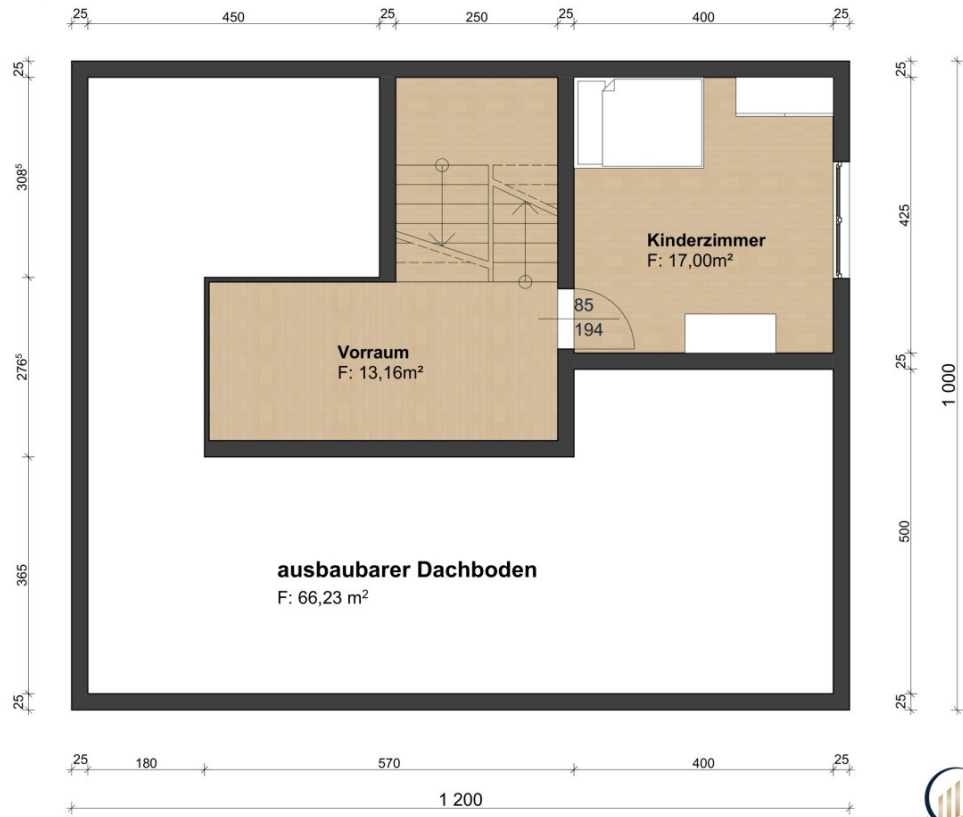 25 450 25 250 25 400
25
308⁵
276⁵
365
25
25
425
25
500
25
1 000
Kinderzimmer
F: 17,00m²
85
194
Vorraum
F: 13,16m²
ausbaubarer Dachboden
F: 66,23 m²
25 180 570 400 25
1 200